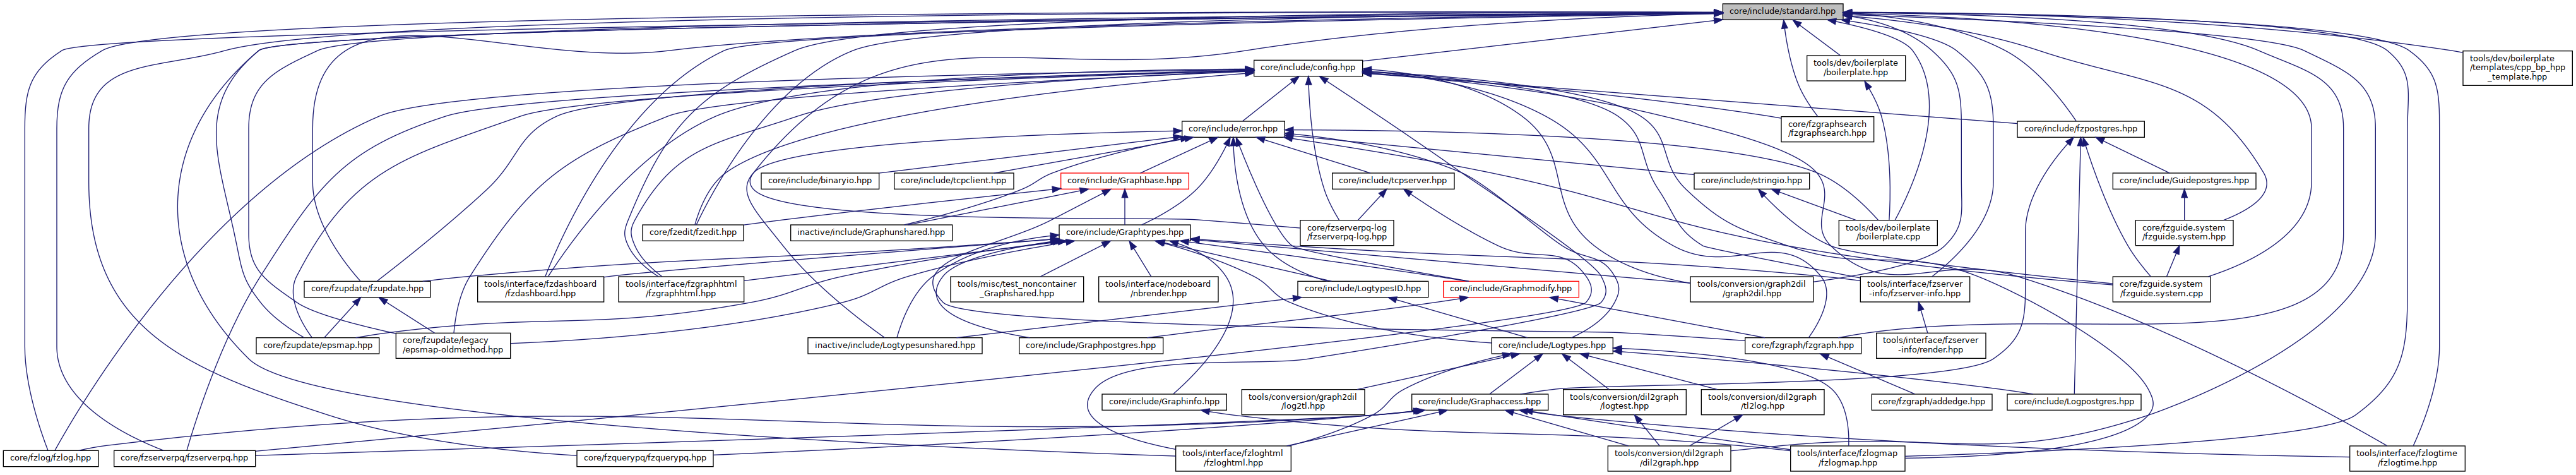 core/include/standard.hpp
tools/dev/boilerplate
/templates/cpp_bp_hpp
_template.hpp
core/include/config.hpp
tools/dev/boilerplate
/boilerplate.hpp
core/include/error.hpp
core/fzgraphsearch
/fzgraphsearch.hpp
core/include/fzpostgres.hpp
core/include/binaryio.hpp
core/include/tcpclient.hpp
core/include/Graphbase.hpp
core/include/tcpserver.hpp
core/include/stringio.hpp
core/include/Guidepostgres.hpp
core/fzedit/fzedit.hpp
inactive/include/Graphunshared.hpp
core/include/Graphtypes.hpp
core/fzserverpq-log
/fzserverpq-log.hpp
tools/dev/boilerplate
/boilerplate.cpp
core/fzguide.system
/fzguide.system.hpp
core/fzupdate/fzupdate.hpp
tools/interface/fzdashboard
/fzdashboard.hpp
tools/interface/fzgraphhtml
/fzgraphhtml.hpp
tools/misc/test_noncontainer
_Graphshared.hpp
tools/interface/nodeboard
/nbrender.hpp
core/include/LogtypesID.hpp
core/include/Graphmodify.hpp
tools/conversion/graph2dil
/graph2dil.hpp
tools/interface/fzserver
-info/fzserver-info.hpp
core/fzguide.system
/fzguide.system.cpp
core/fzupdate/epsmap.hpp
core/fzupdate/legacy
/epsmap-oldmethod.hpp
inactive/include/Logtypesunshared.hpp
core/include/Graphpostgres.hpp
core/include/Logtypes.hpp
core/fzgraph/fzgraph.hpp
tools/interface/fzserver
-info/render.hpp
core/include/Graphinfo.hpp
tools/conversion/graph2dil
/log2tl.hpp
core/include/Graphaccess.hpp
tools/conversion/dil2graph
/logtest.hpp
tools/conversion/dil2graph
/tl2log.hpp
core/fzgraph/addedge.hpp
core/include/Logpostgres.hpp
core/fzlog/fzlog.hpp
core/fzserverpq/fzserverpq.hpp
core/fzquerypq/fzquerypq.hpp
tools/interface/fzloghtml
/fzloghtml.hpp
tools/conversion/dil2graph
/dil2graph.hpp
tools/interface/fzlogmap
/fzlogmap.hpp
tools/interface/fzlogtime
/fzlogtime.hpp